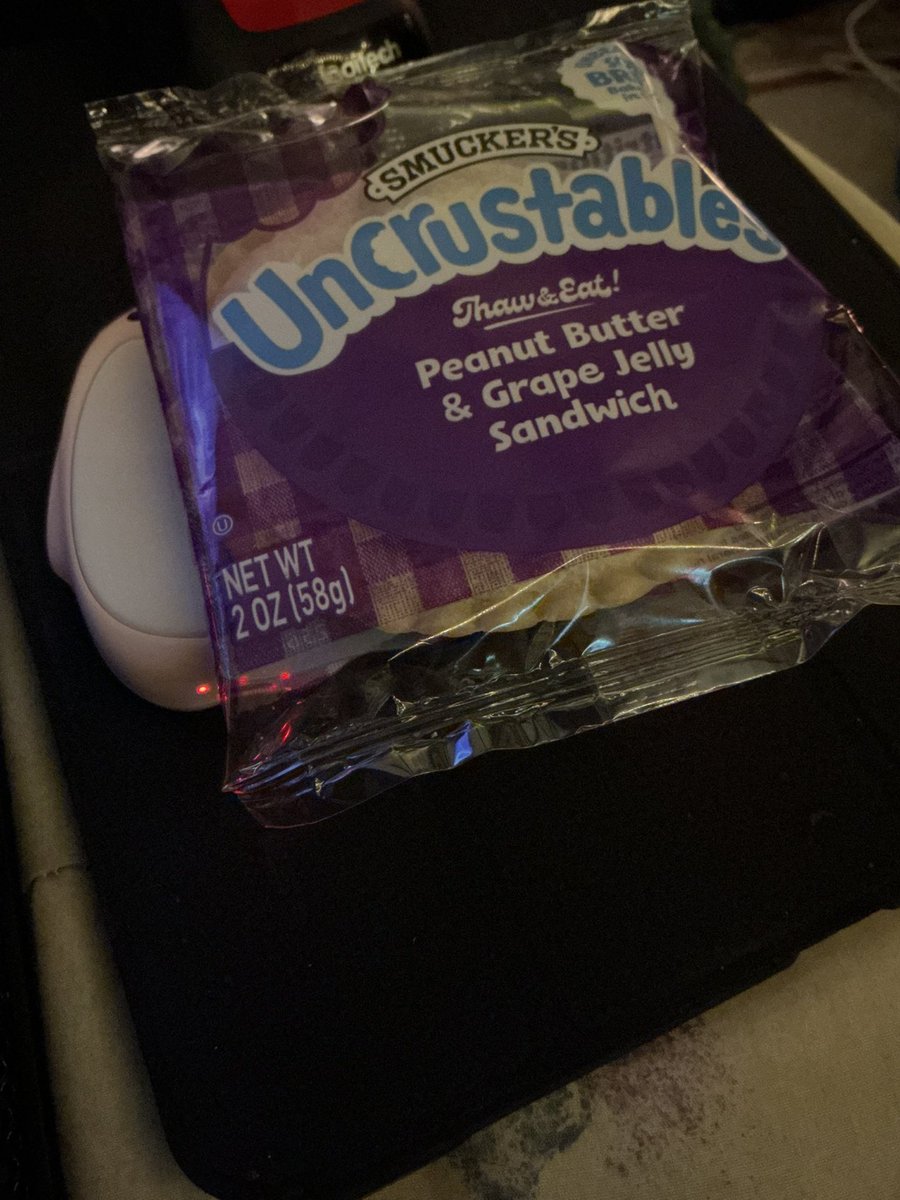 SMUCKER'S
Uncrustables
Thaw & Eat!
Peanut Butter
& Grape Jelly
Sandwich
U
NET WT
2 OZ (58g)